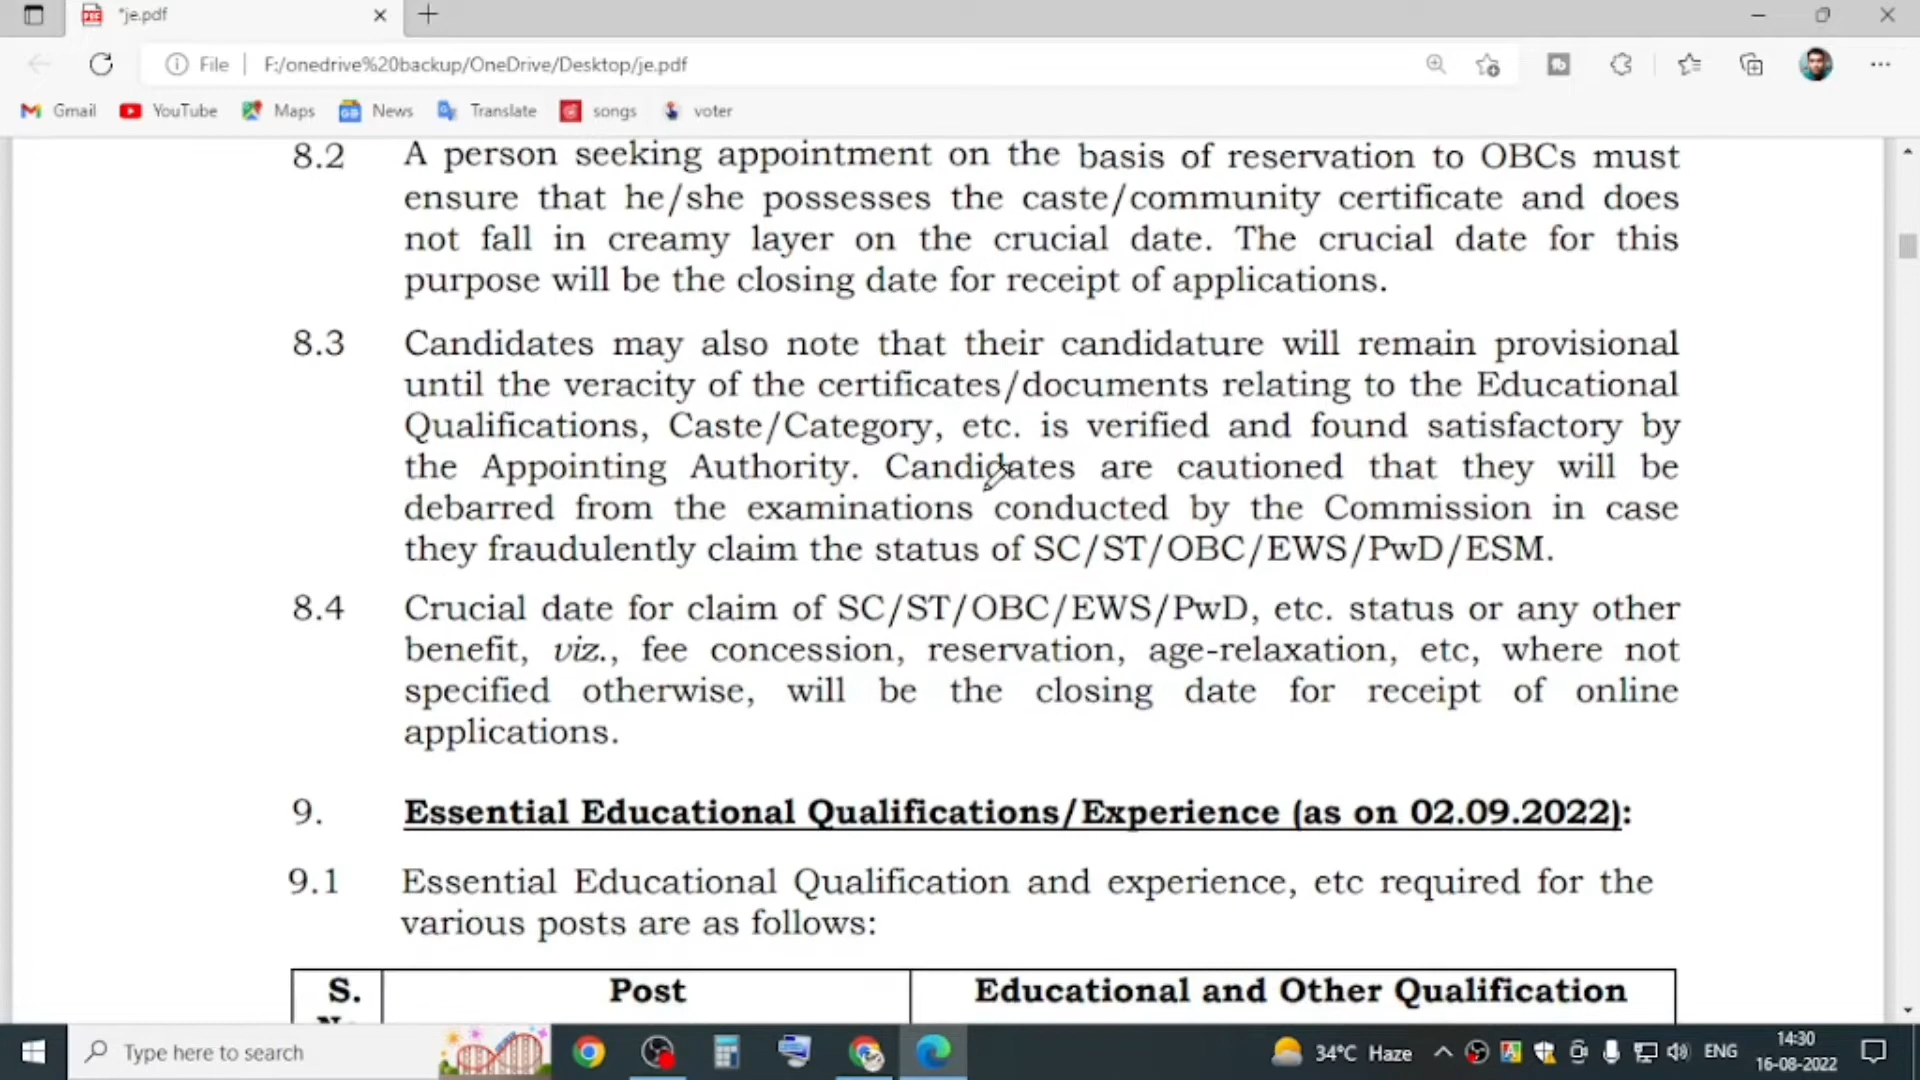 *je.pdf
File F:/onedrive%20backup/OneDrive/Desktop/je.pdf
Gmail YouTube Maps News Translate songs voter
8.2 A person seeking appointment on the basis of reservation to OBCs must
ensure that he/she possesses the caste/community certificate and does
not fall in creamy layer on the crucial date. The crucial date for this
purpose will be the closing date for receipt of applications.
8.3 Candidates may also note that their candidature will remain provisional
until the veracity of the certificates/documents relating to the Educational
Qualifications, Caste/Category, etc. is verified and found satisfactory by
the Appointing Authority. Candidates are cautioned that they will be
debarred from the examinations conducted by the Commission in case
they fraudulently claim the status of SC/ST/OBC/EWS/PwD/ESM.
8.4 Crucial date for claim of SC/ST/OBC/EWS/PwD, etc. status or any other
benefit, viz., fee concession, reservation, age-relaxation, etc, where not
specified otherwise, will be the closing date for receipt of online
applications.
9. Essential Educational Qualifications/Experience (as on 02.09.2022):
9.1 Essential Educational Qualification and experience, etc required for the
various posts are as follows:
S. Post Educational and Other Qualification
Type here to search 34°C Haze ENG 14:30
16-08-2022